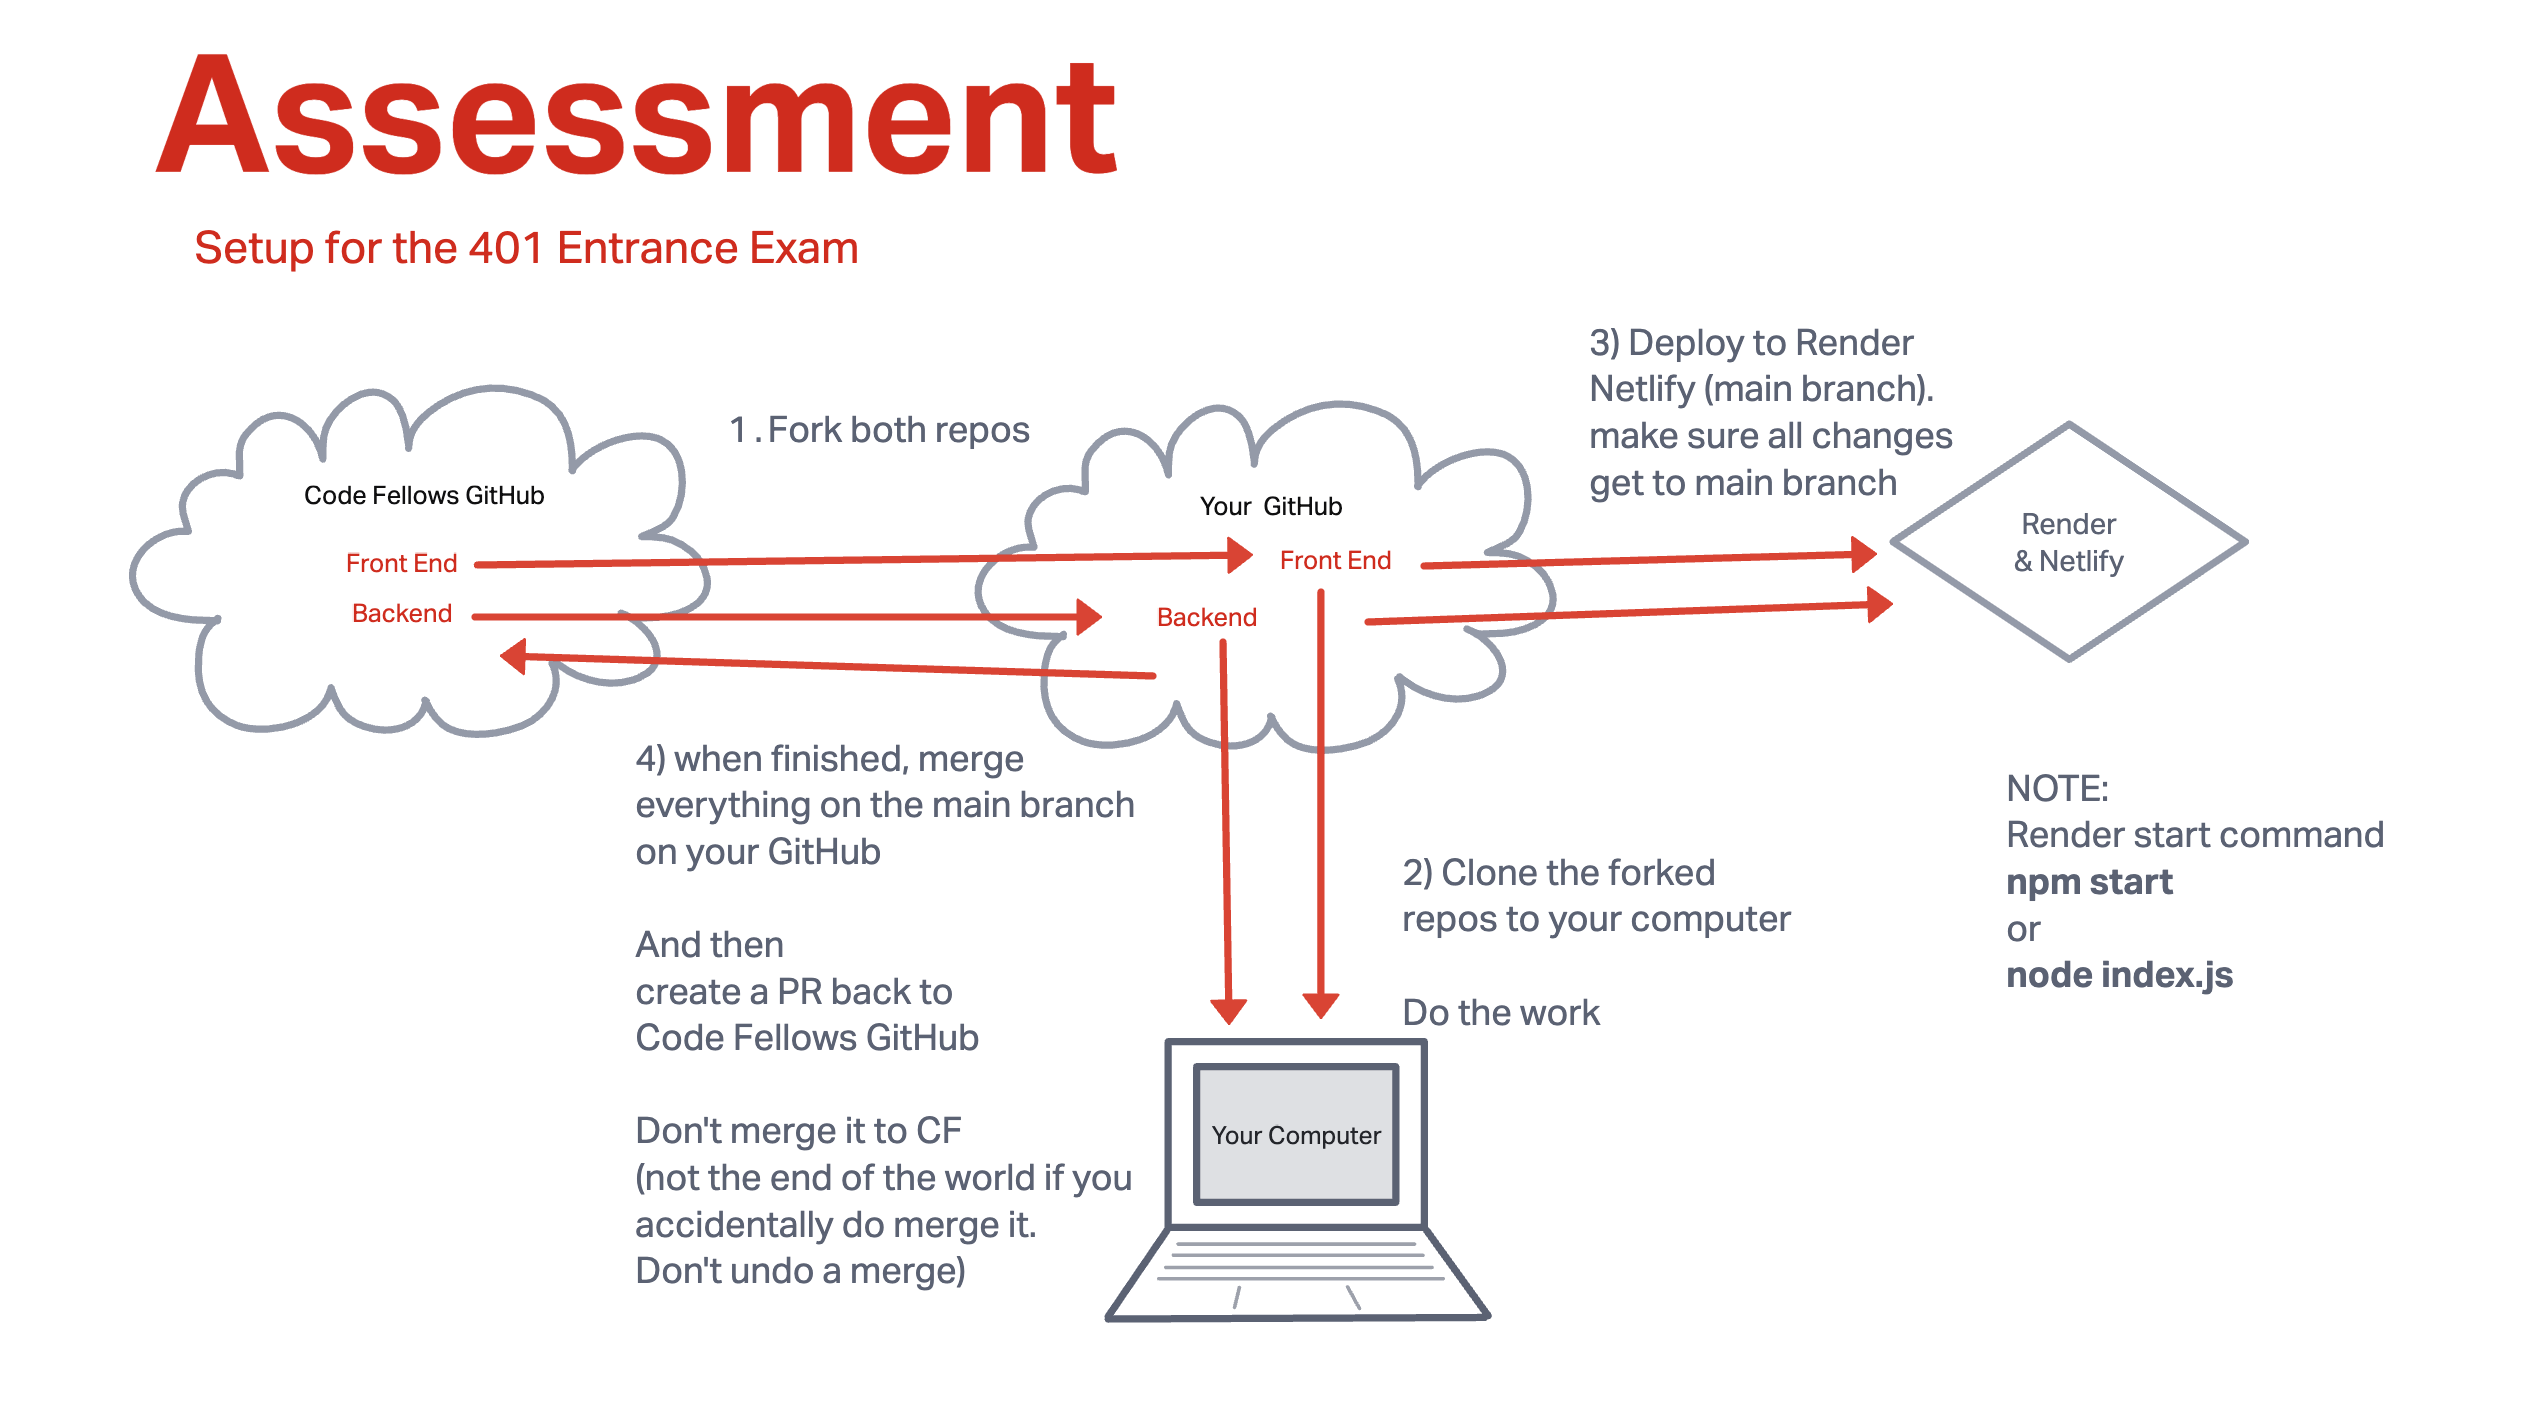 Assessment
Setup for the 401 Entrance Exam
Code Fellows GitHub
Front End
Backend
1. Fork both repos
Your GitHub
Front End
Backend
3) Deploy to Render
Netlify (main branch).
make sure all changes
get to main branch
Render
& Netlify
4) when finished, merge
everything on the main branch
on your GitHub
And then
create a PR back to
Code Fellows GitHub
Don't merge it to CF
(not the end of the world if you
accidentally do merge it.
Don't undo a merge)
2) Clone the forked
repos to your computer
Do the work
Your Computer
NOTE:
Render start command
npm start
or
node index.js